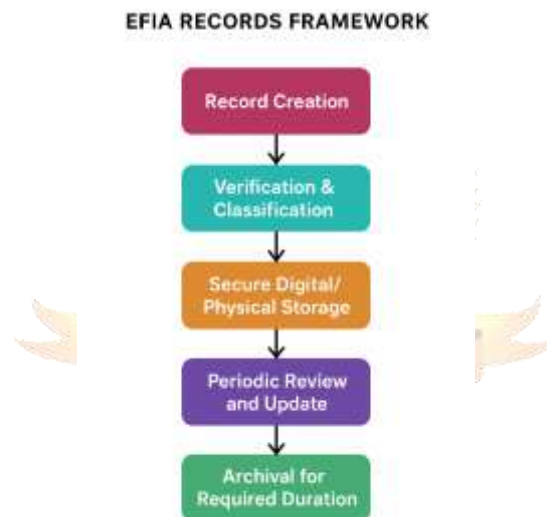 EFIA RECORDS FRAMEWORK
Record Creation
Verification &
Classification
Secure Digital/
Physical Storage
Periodic Review
and Update
Archival for
Required Duration